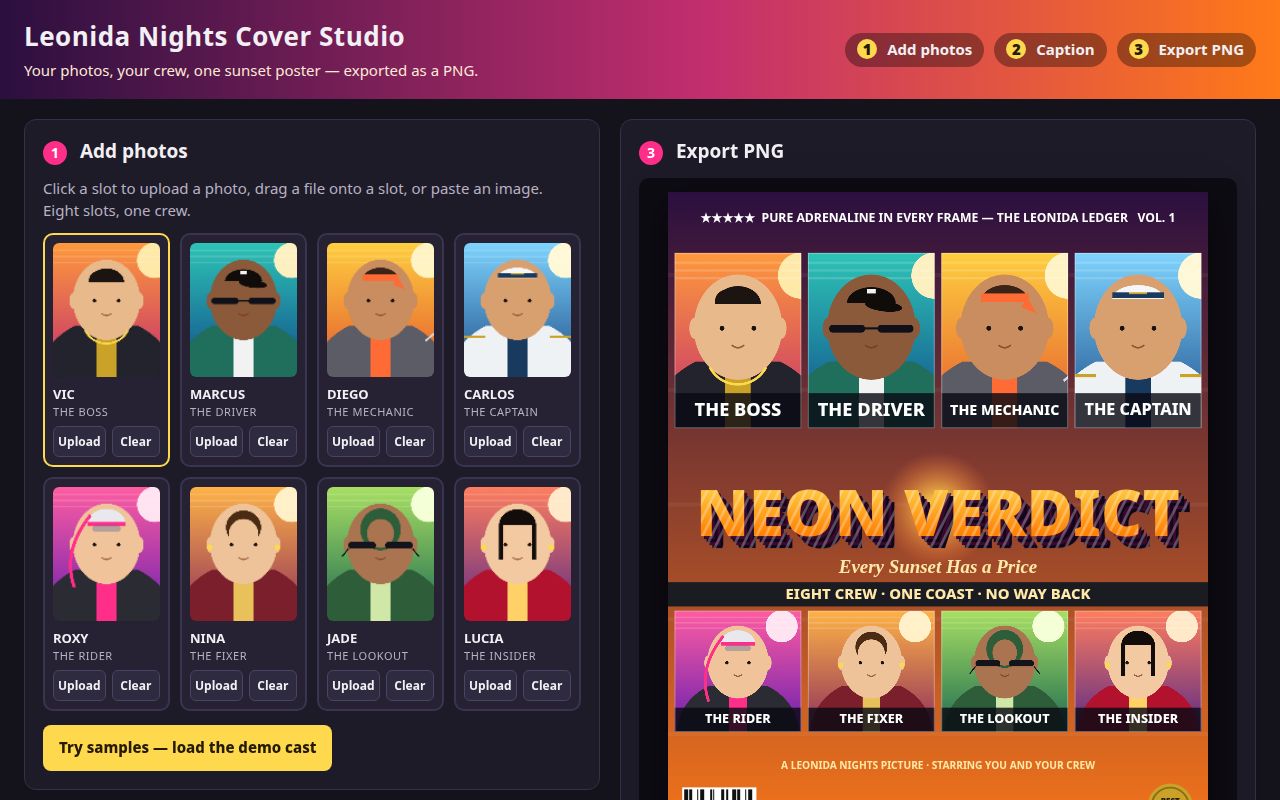 Leonida Nights Cover Studio
Your photos, your crew, one sunset poster — exported as a PNG.
1 Add photos
2 Caption
3 Export PNG
1 Add photos
Click a slot to upload a photo, drag a file onto a slot, or paste an image.
Eight slots, one crew.
VIC
THE BOSS
Upload Clear
MARCUS
THE DRIVER
Upload Clear
DIEGO
THE MECHANIC
Upload Clear
CARLOS
THE CAPTAIN
Upload Clear
ROXY
THE RIDER
Upload Clear
NINA
THE FIXER
Upload Clear
JADE
THE LOOKOUT
Upload Clear
LUCIA
THE INSIDER
Upload Clear
Try samples — load the demo cast
3 Export PNG
★★★★★ PURE ADRENALINE IN EVERY FRAME — THE LEONIDA LEDGER VOL. 1
THE BOSS
THE DRIVER
THE MECHANIC
THE CAPTAIN
NEON VERDICT
Every Sunset Has a Price
EIGHT CREW · ONE COAST · NO WAY BACK
THE RIDER
THE FIXER
THE LOOKOUT
THE INSIDER
A LEONIDA NIGHTS PICTURE · STARRING YOU AND YOUR CREW